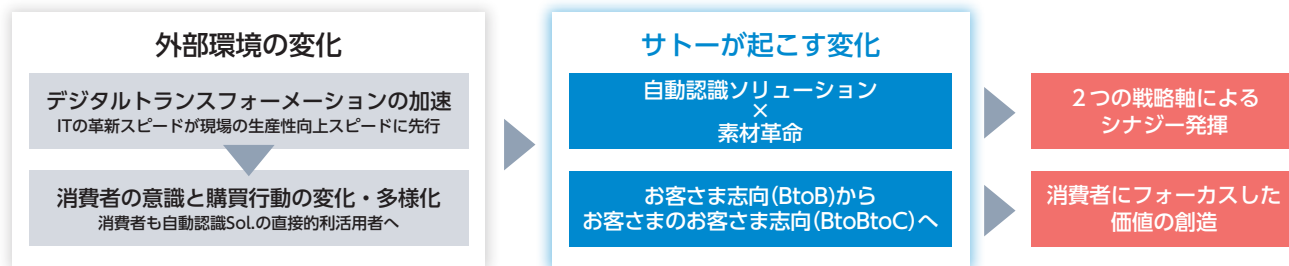 外部環境の変化
デジタルトランスフォーメーションの加速
ITの革新スピードが現場の生産性向上スピードに先行
消費者の意識と購買行動の変化・多様化
消費者も自動認識Sol.の直接的利活用者へ
サトーが起こす変化
自動認識ソリューション
×
素材革命
お客さま志向(BtoB)から
お客さまのお客さま志向(BtoBtoC)へ
2つの戦略軸による
シナジー発揮
消費者にフォーカスした
価値の創造